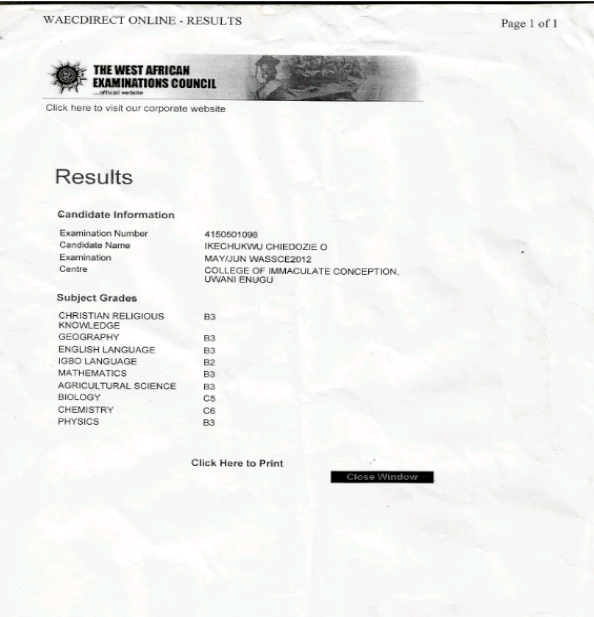 WAECDIRECT ONLINE - RESULTS Page 1 of 1
THE WEST AFRICAN
EXAMINATIONS COUNCIL
...official website
Click here to visit our corporate website
Results
Candidate Information
Examination Number 4150501098
Candidate Name IKECHUKWU CHIEDOZIE O
Examination MAY/JUN WASSCE2012
Centre COLLEGE OF IMMACULATE CONCEPTION,
UWANI ENUGU
Subject Grades
CHRISTIAN RELIGIOUS B3
KNOWLEDGE
GEOGRAPHY B3
ENGLISH LANGUAGE B3
IGBO LANGUAGE B2
MATHEMATICS B3
AGRICULTURAL SCIENCE B3
BIOLOGY C5
CHEMISTRY C6
PHYSICS B3
Click Here to Print
Close Window